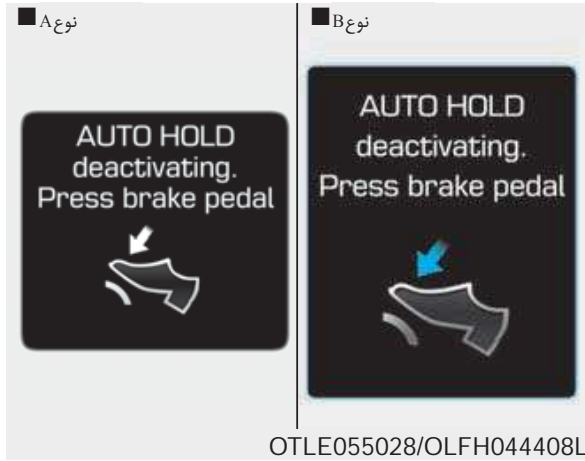 ■ نوعA
AUTO HOLD
deactivating.
Press brake pedal
■ نوعB
AUTO HOLD
deactivating.
Press brake pedal
OTLE055028/OLFH044408L